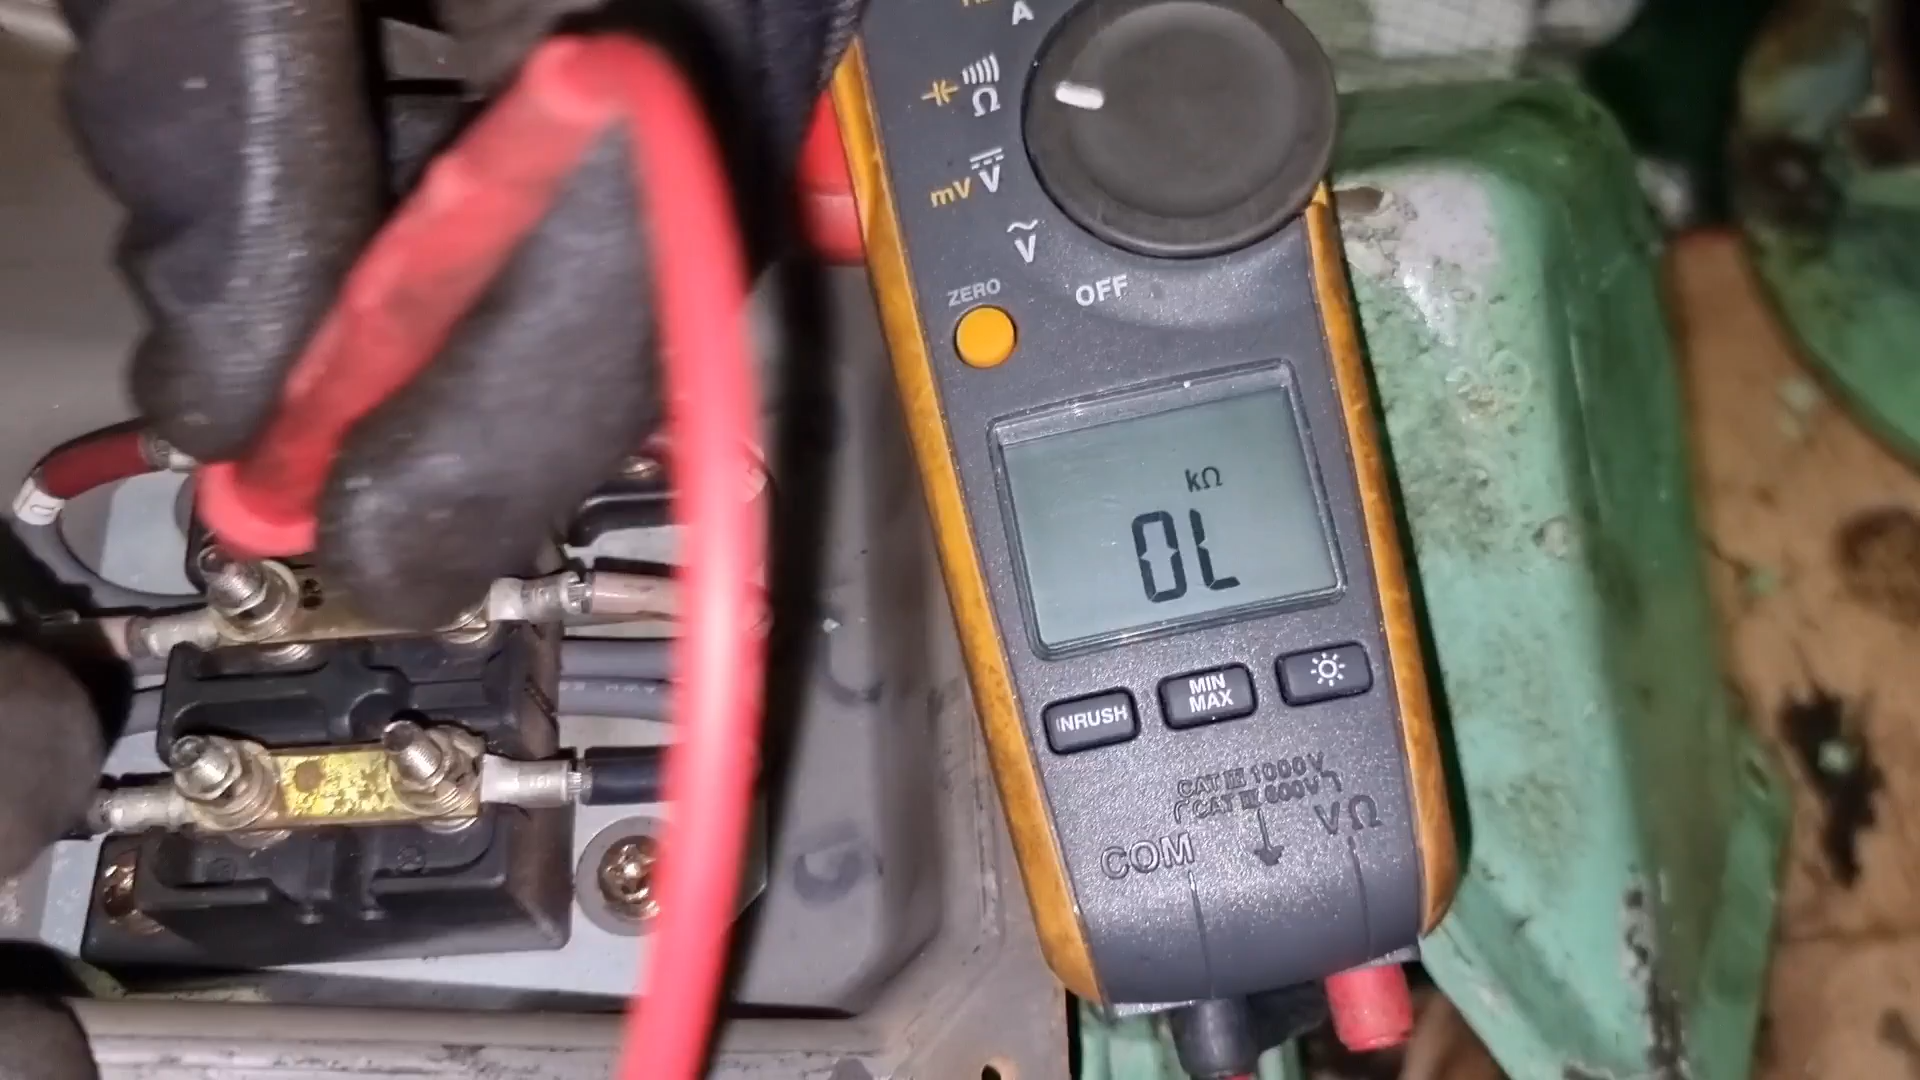 A
Ω
mV V
V
OFF
ZERO
kΩ
OL
INRUSH
MIN
MAX
CAT III 1000V
CAT IV 600V
COM
VΩ